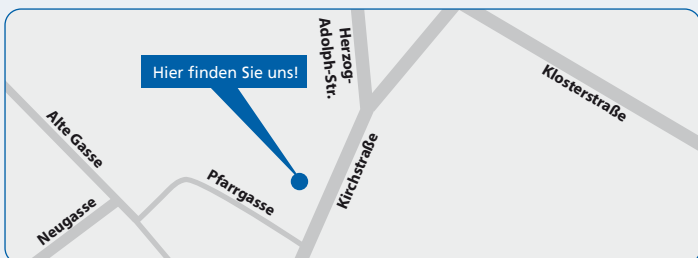 Herzog-
Adolph-Str.
Hier finden Sie uns!
Klosterstraße
Alte Gasse
Kirchstraße
Pfarrgasse
Neugasse